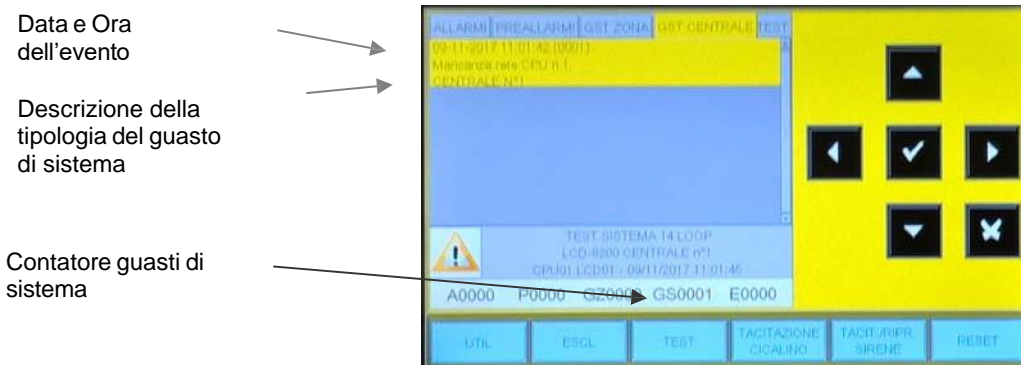 Data e Ora
dell'evento
Descrizione della
tipologia del guasto
di sistema
Contatore guasti di
sistema
ALLARMI PREALLARMI GST ZONA GST CENTRALE TEST
09-11-2017 11:01:42 (0001)
Mancanza rete CPU n.1
CENTRALE N°1
TEST SISTEMA 14 LOOP
LCD-8200 CENTRALE n°1
CPU01 LCD01 - 09/11/2017 11:01:45
A0000 P0000 GZ0000 GS0001 E0000
UTIL ESCL TEST TACITAZIONE CICALINO TACIT./RIPR. SIRENE RESET